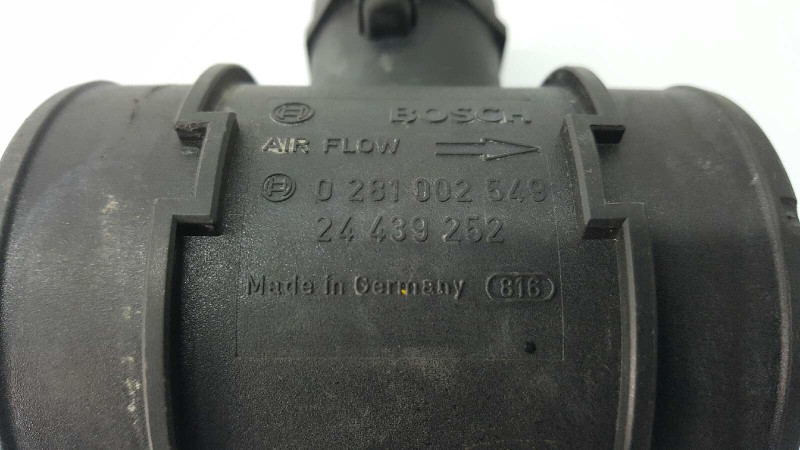 BOSCH
AIR FLOW
0 281 002 549
24 439 252
Made in Germany 816